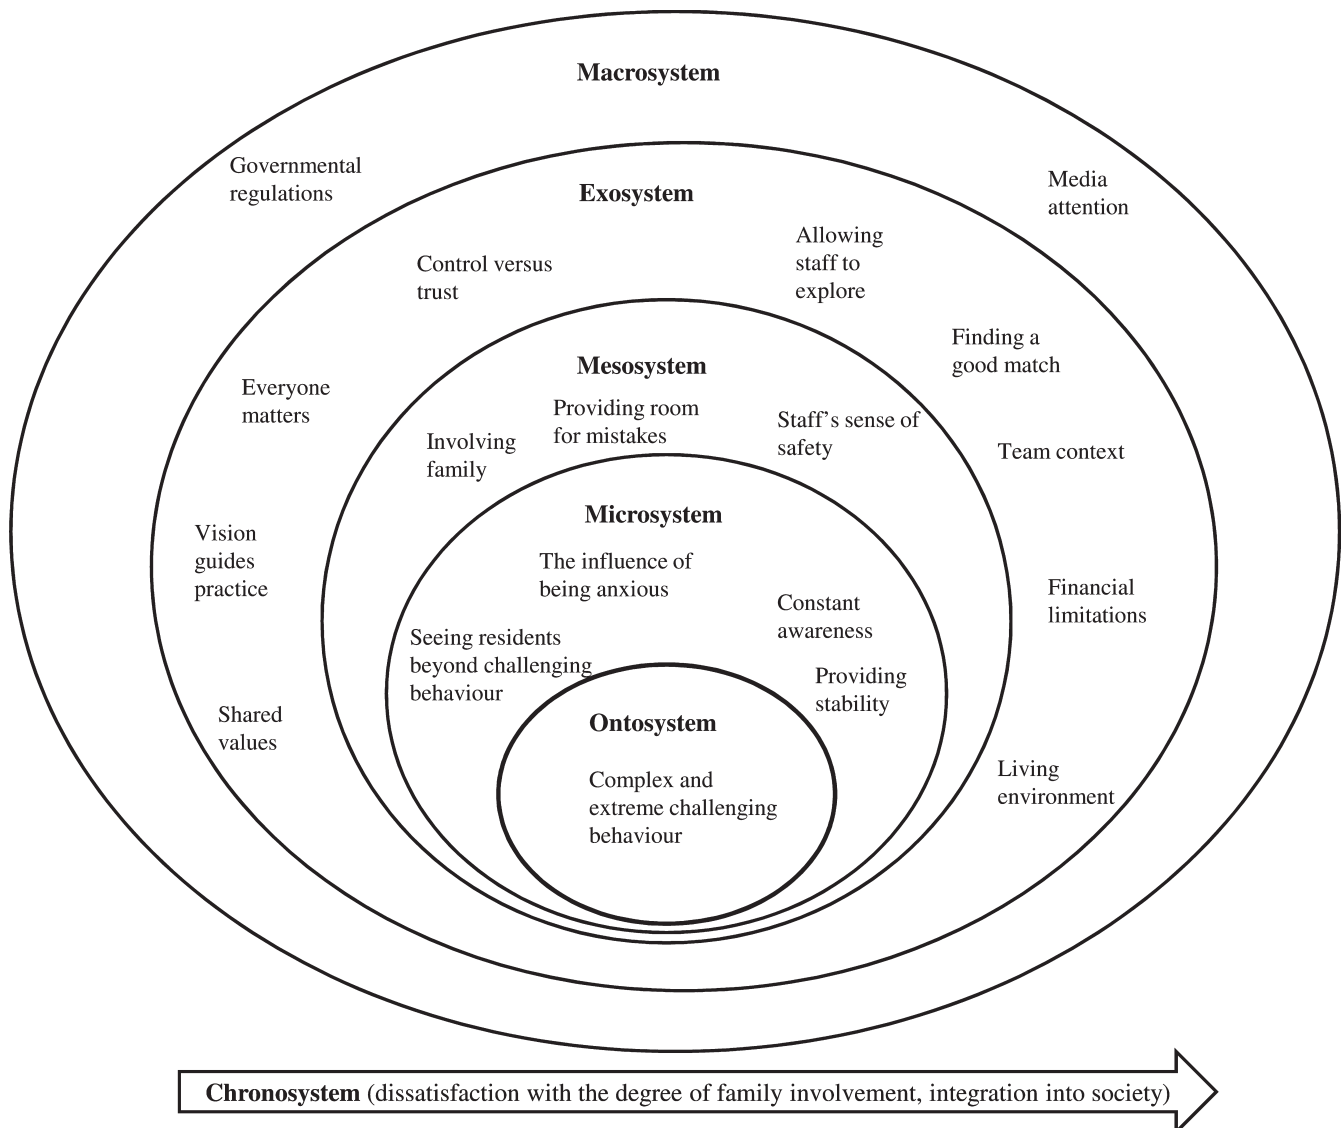 Macrosystem
Governmental
regulations
Media
attention
Exosystem
Control versus
trust
Allowing
staff to
explore
Finding a
good match
Everyone
matters
Team context
Vision
guides
practice
Financial
limitations
Shared
values
Living
environment
Mesosystem
Involving
family
Providing room
for mistakes
Staff’s sense of
safety
Microsystem
The influence of
being anxious
Constant
awareness
Seeing residents
beyond challenging
behaviour
Providing
stability
Ontosystem
Complex and
extreme challenging
behaviour
Chronosystem (dissatisfaction with the degree of family involvement, integration into society)